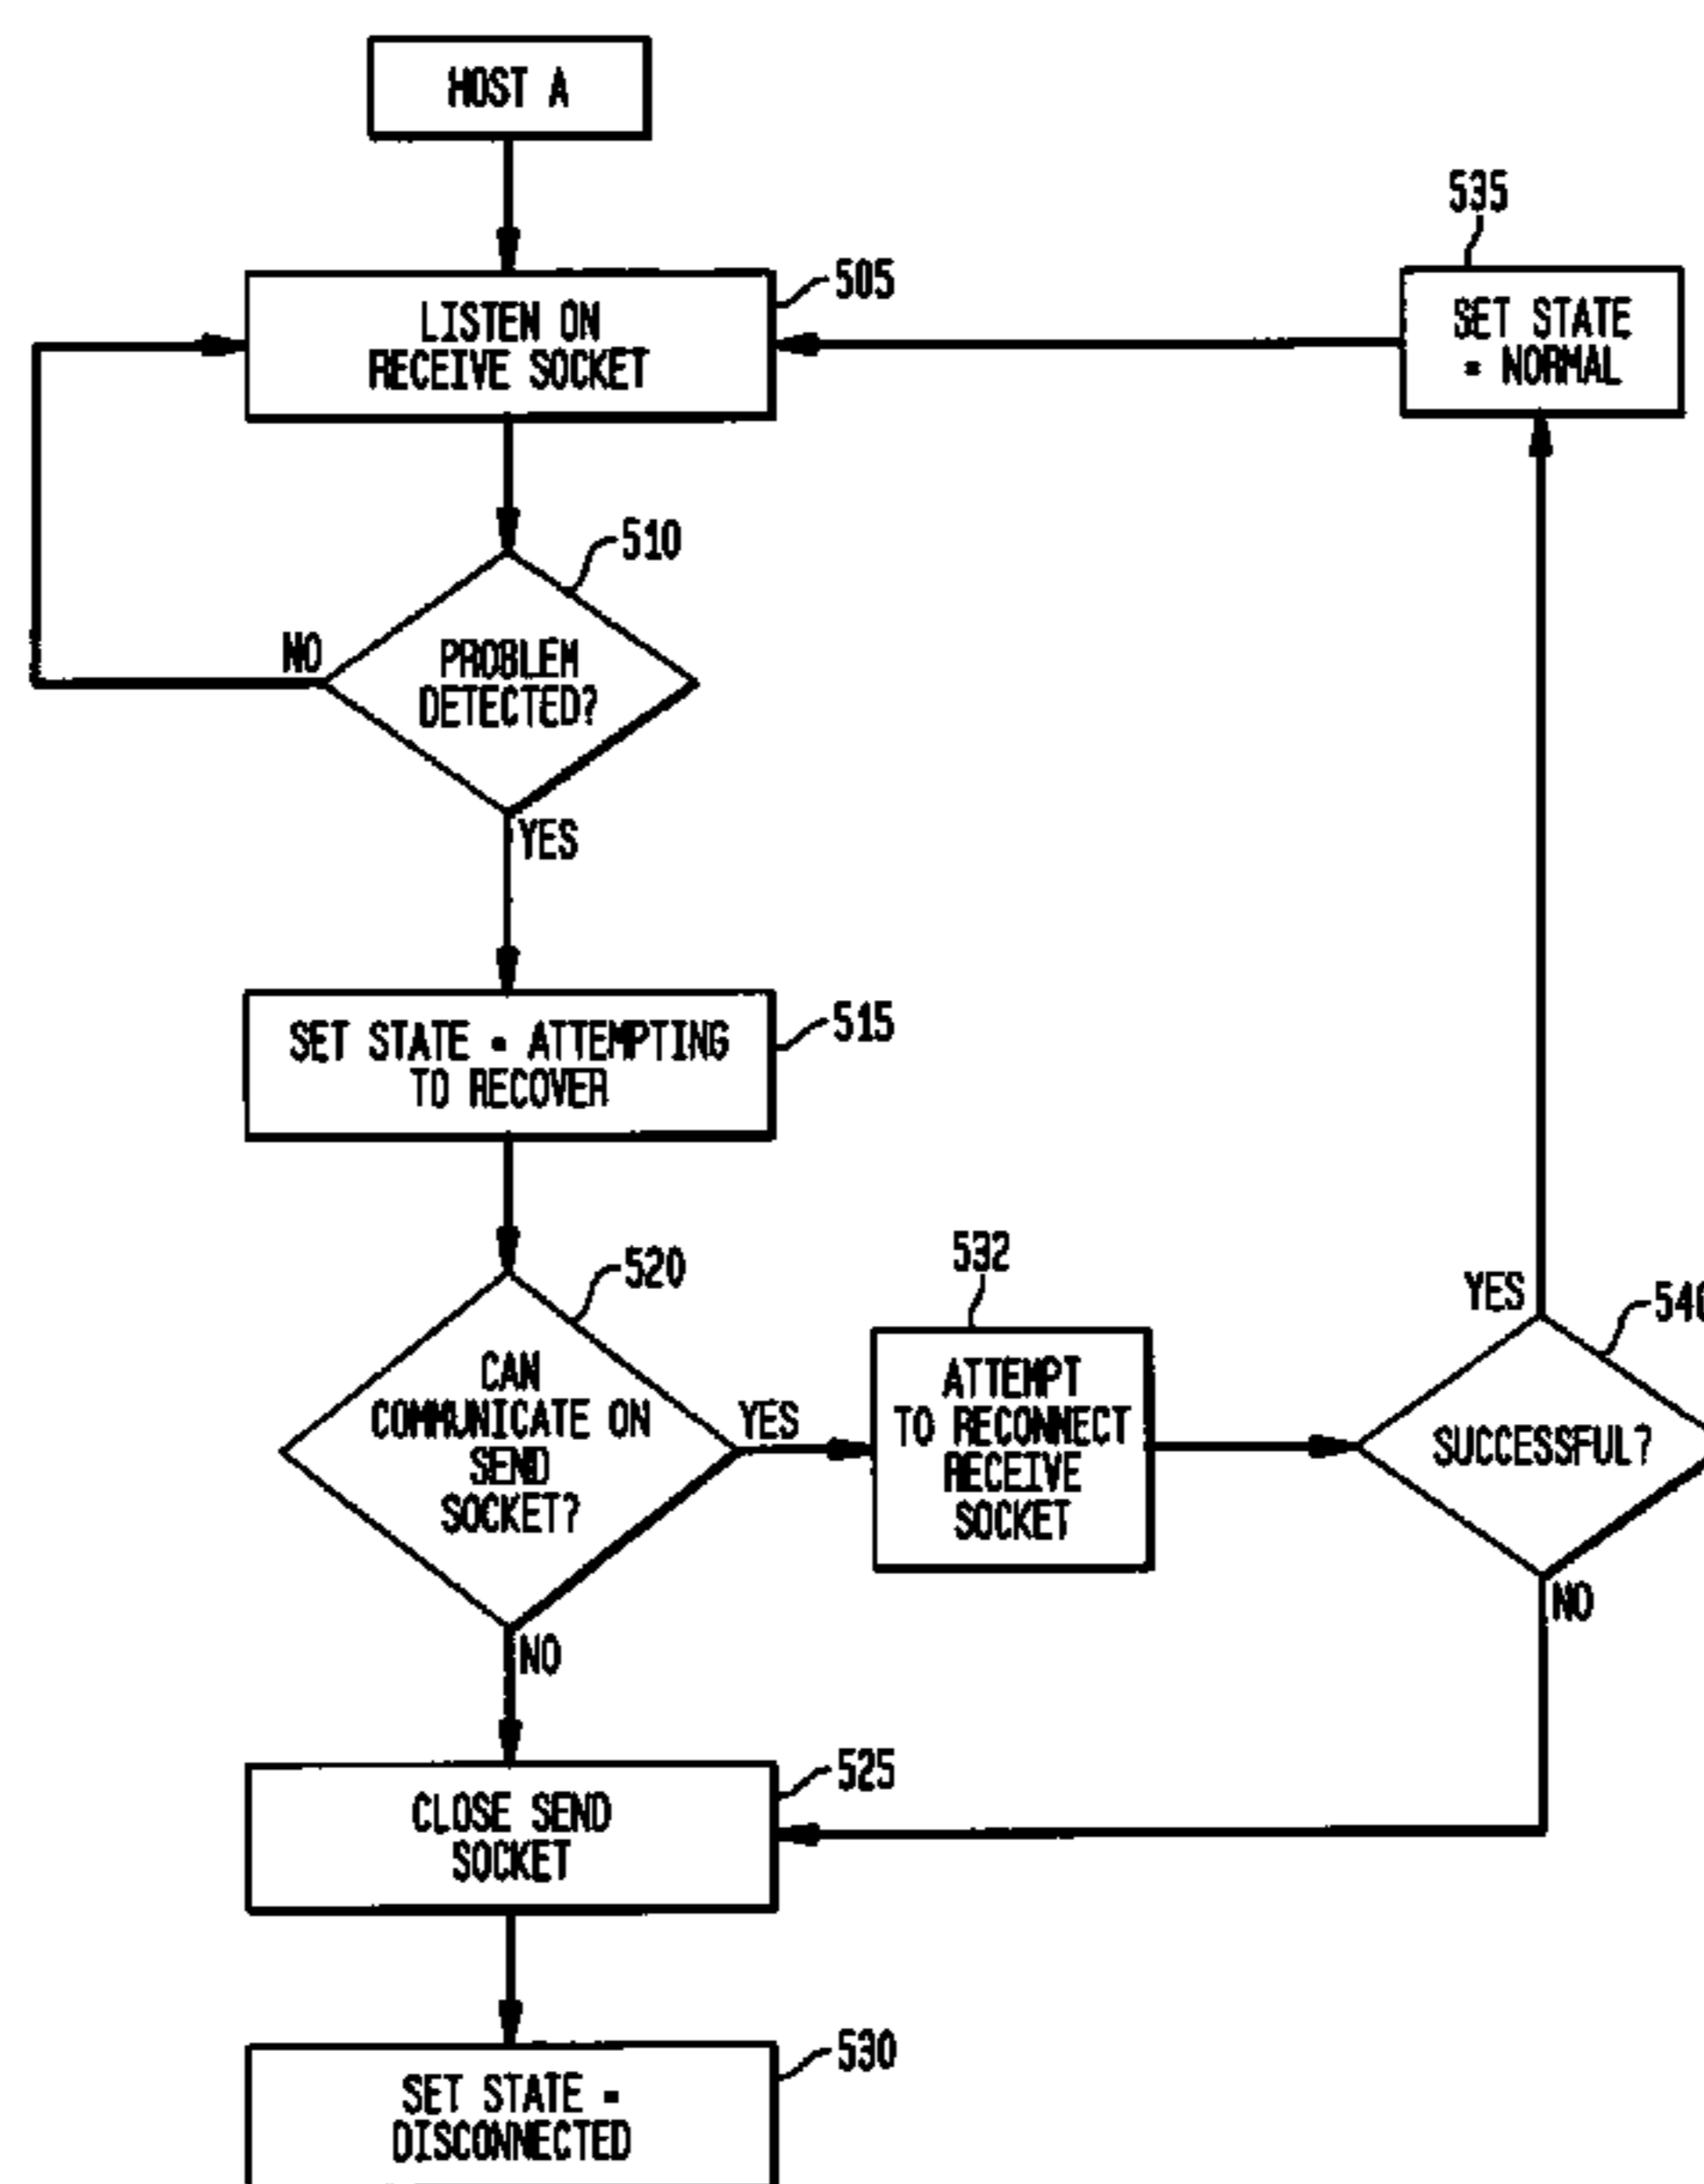 HOST A
535
505
LISTEN ON
RECEIVE SOCKET
SET STATE
= NORMAL
510
NO
PROBLEM
DETECTED?
YES
515
SET STATE = ATTEMPTING
TO RECOVER
520
532
YES
540
CAN
COMMUNICATE ON
SEND
SOCKET?
YES
ATTEMPT
TO RECONNECT
RECEIVE
SOCKET
SUCCESSFUL?
NO
NO
525
CLOSE SEND
SOCKET
530
SET STATE =
DISCONNECTED